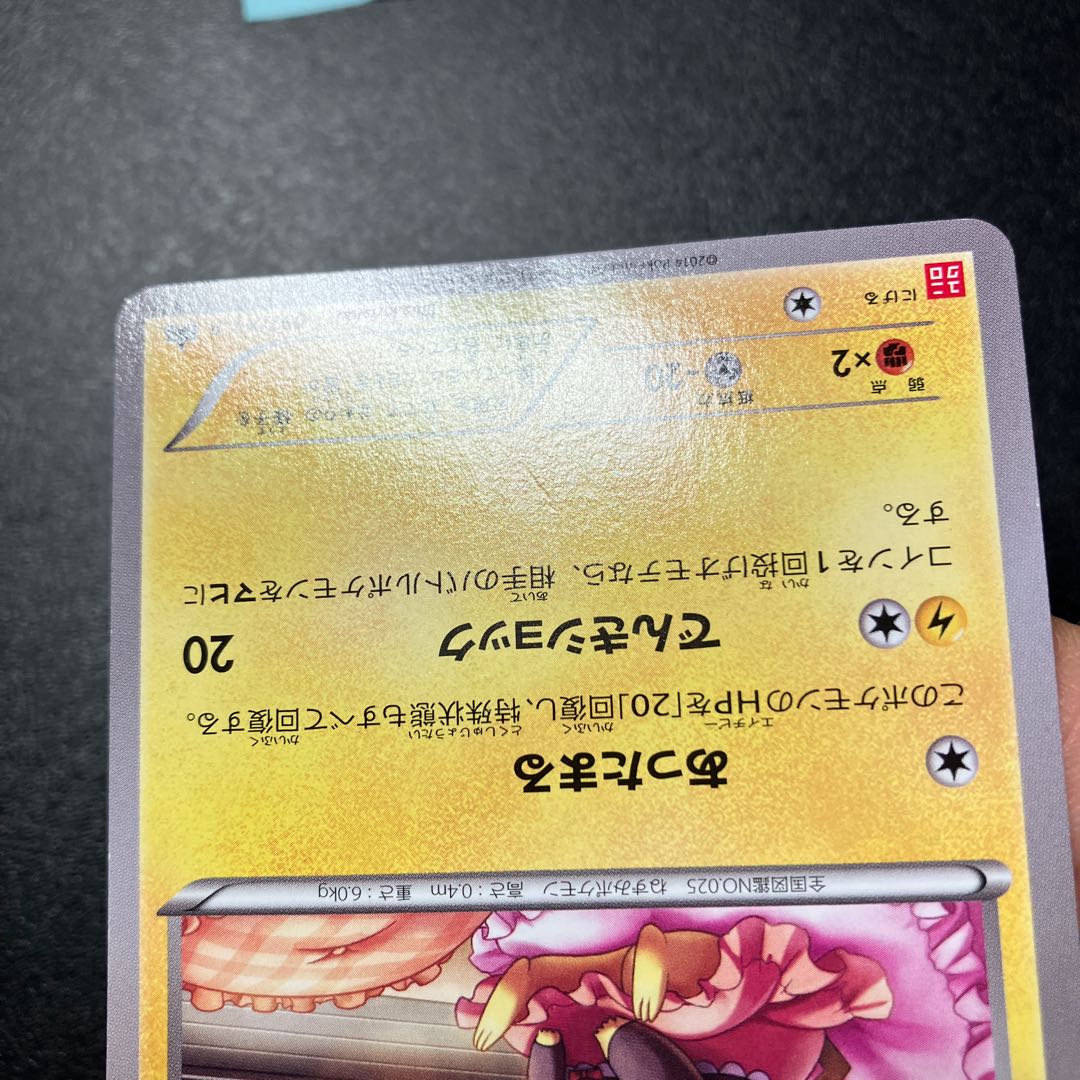 全国図鑑NO.025 ねずみポケモン 高さ:0.4m 重さ:6.0kg
あったまる
このポケモンのHPを「20」回復し、特殊状態もすべて回復する。
でんきショック 20
コインを1回投げオモテなら、相手のバトルポケモンをマヒに
する。
弱点 ×2 抵抗力 -20
にげる
ユニクロ
©2014